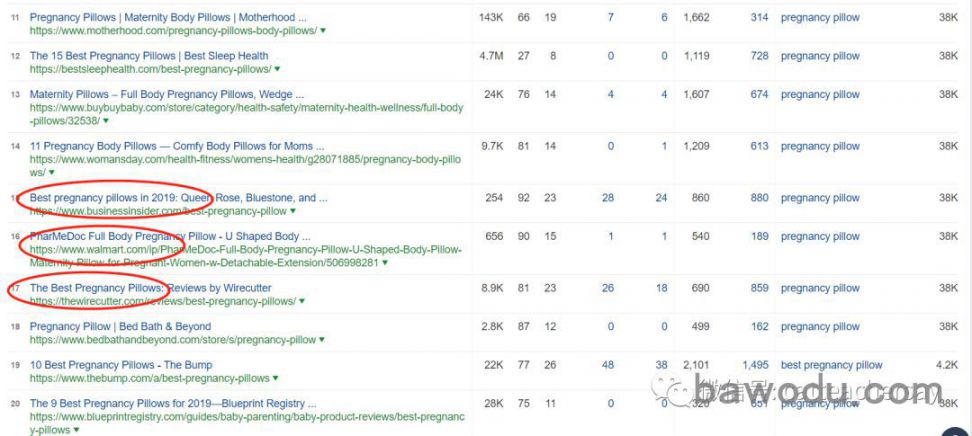 11 Pregnancy Pillows | Maternity Body Pillows | Motherhood ... 143K 66 19 7 6 1,662 314 pregnancy pillow 38K
https://www.motherhood.com/pregnancy-pillows-body-pillows/ ▼
12 The 15 Best Pregnancy Pillows | Best Sleep Health 4.7M 27 8 0 0 1,119 728 pregnancy pillow 38K
https://bestsleephealth.com/best-pregnancy-pillows/ ▼
13 Maternity Pillows – Full Body Pregnancy Pillows, Wedge ... 24K 76 14 4 4 1,607 674 pregnancy pillow 38K
https://www.buybuybaby.com/store/category/health-safety/maternity-health-wellness/full-body
-pillows/32538/ ▼
14 11 Pregnancy Body Pillows — Comfy Body Pillows for Moms ... 9.7K 81 14 0 1 1,209 613 pregnancy pillow 38K
https://www.womansday.com/health-fitness/womens-health/g28071885/pregnancy-body-pillo
ws/ ▼
15 Best pregnancy pillows in 2019: Queen Rose, Bluestone, and ... 254 92 23 28 24 860 880 pregnancy pillow 38K
https://www.businessinsider.com/best-pregnancy-pillow ▼
16 PharMeDoc Full Body Pregnancy Pillow - U Shaped Body ... 656 90 15 1 1 540 189 pregnancy pillow 38K
https://www.walmart.com/ip/PharMeDoc-Full-Body-Pregnancy-Pillow-U-Shaped-Body-Pillow-
Maternity-Pillow-for-Pregnant-Women-w-Detachable-Extension/506998281 ▼
17 The Best Pregnancy Pillows: Reviews by Wirecutter 8.9K 81 23 26 18 690 859 pregnancy pillow 38K
https://thewirecutter.com/reviews/best-pregnancy-pillows/ ▼
18 Pregnancy Pillow | Bed Bath & Beyond 2.8K 87 12 0 0 499 162 pregnancy pillow 38K
https://www.bedbathandbeyond.com/store/s/pregnancy-pillow ▼
19 10 Best Pregnancy Pillows - The Bump 22K 77 26 48 38 2,101 1,495 best pregnancy pillow 4.2K
https://www.thebump.com/a/best-pregnancy-pillows ▼
微信号:
bawodu.com
20 The 9 Best Pregnancy Pillows for 2019—Blueprint Registry ... 28K 75 11 0 0 320 651 pregnancy pillow 38K
https://www.blueprintregistry.com/guides/baby-parenting/baby-product-reviews/best-pregnanc
y-pillows ▼